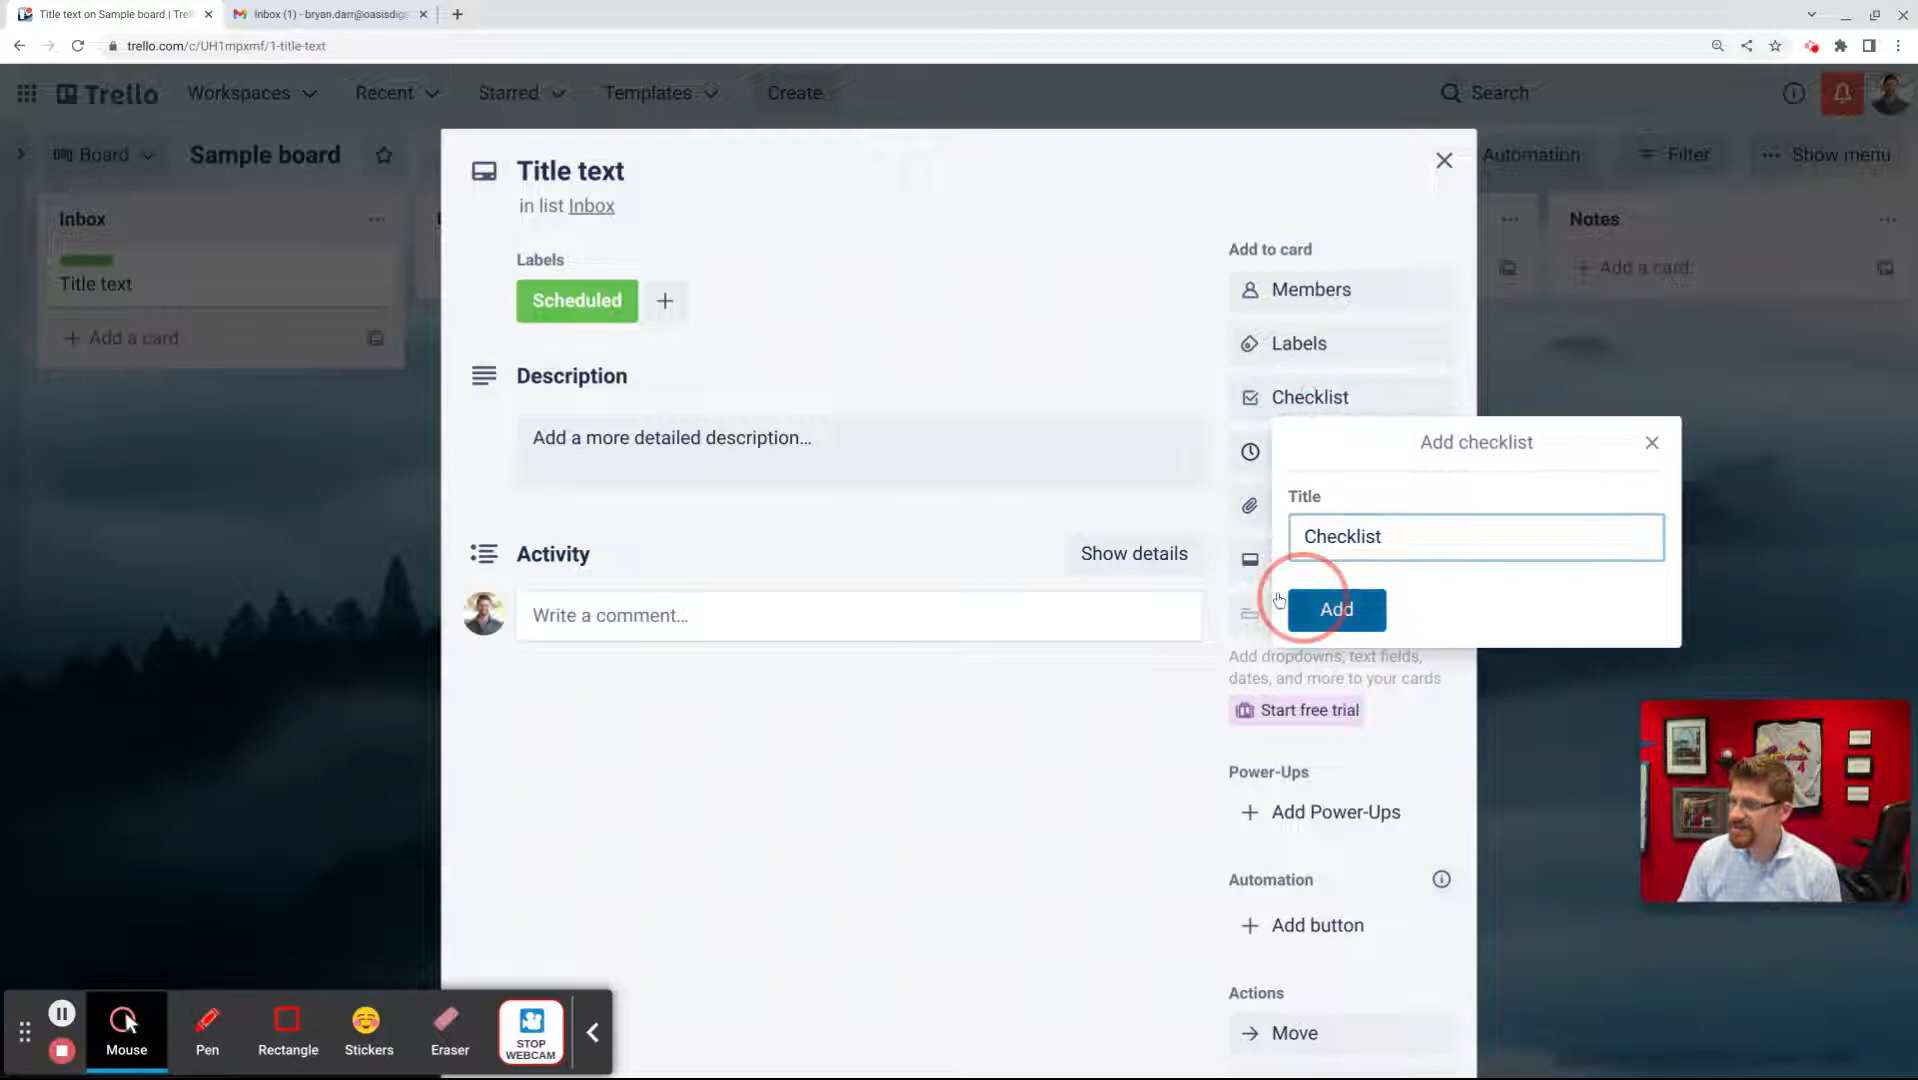 Title text on Sample board | Trel
Inbox (1) - bryan.darr@oasisdigi
trello.com/c/UH1mpxmf/1-title-text
Trello
Workspaces
Recent
Starred
Templates
Create
Search
Board
Sample board
Automation
Filter
Show menu
Inbox
Title text
Add a card
Notes
Add a card
Title text
in list Inbox
Labels
Scheduled
Description
Add a more detailed description...
Activity
Show details
Write a comment...
Add to card
Members
Labels
Checklist
Add checklist
Title
Checklist
Add
Add dropdowns, text fields,
dates, and more to your cards
Start free trial
Power-Ups
Add Power-Ups
Automation
Add button
Actions
Move
Mouse
Pen
Rectangle
Stickers
Eraser
STOP
WEBCAM